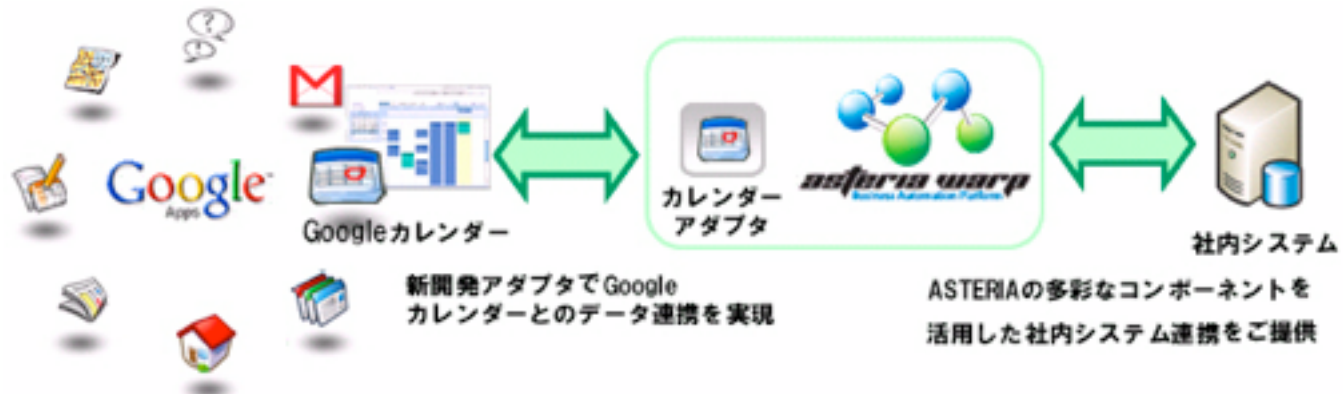 Google
Apps
Googleカレンダー
カレンダー
アダプタ
asteria warp
Business Automation Platform
社内システム
新開発アダプタでGoogle
カレンダーとのデータ連携を実現
ASTERIAの多彩なコンポーネントを
活用した社内システム連携をご提供